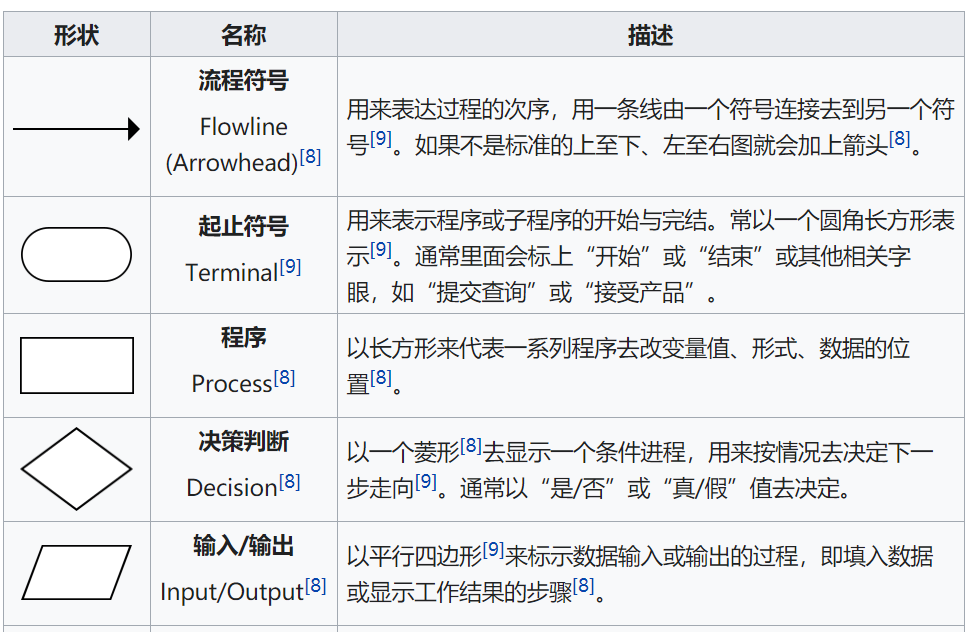 形状 名称 描述
流程符号
Flowline
(Arrowhead)[8]
用来表达过程的次序，用一条线由一个符号连接去到另一个符
号[9]。如果不是标准的上至下、左至右图就会加上箭头[8]。
起止符号
Terminal[9]
用来表示程序或子程序的开始与完结。常以一个圆角长方形表
示[9]。通常里面会标上“开始”或“结束”或其他相关字
眼，如“提交查询”或“接受产品”。
程序
Process[8]
以长方形来代表一系列程序去改变量值、形式、数据的位
置[8]。
决策判断
Decision[8]
以一个菱形[8]去显示一个条件进程，用来按情况去决定下一
步走向[9]。通常以“是/否”或“真/假”值去决定。
输入/输出
Input/Output[8]
以平行四边形[9]来标示数据输入或输出的过程，即填入数据
或显示工作结果的步骤[8]。